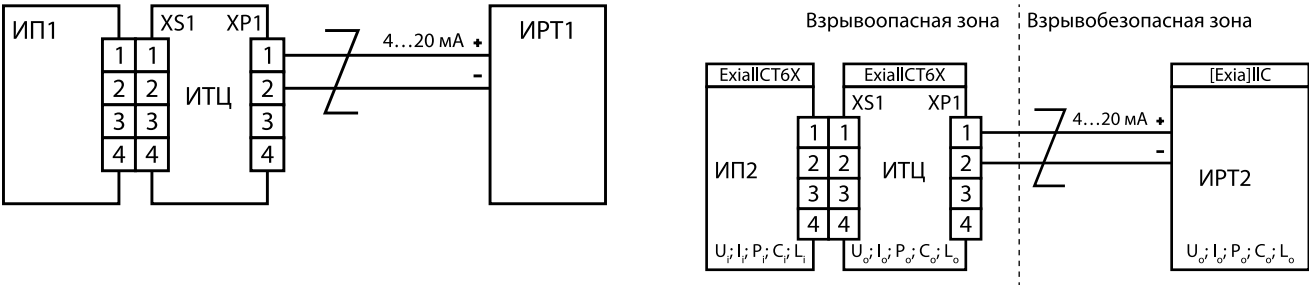 ИП1
XS1 XP1
ИТЦ
1 1 1
2 2 2
3 3 3
4 4 4
4…20 мА +
-
ИРТ1
Взрывоопасная зона
Взрывобезопасная зона
ExiaIICT6X
ExiaIICT6X
[Exia]IIC
XS1 XP1
ИП2
ИТЦ
1 1 1
2 2 2
3 3 3
4 4 4
4…20 мА +
-
ИРТ2
Ui; Ii; Pi; Ci; Li
Uo; Io; Po; Co; Lo
Uo; Io; Po; Co; Lo